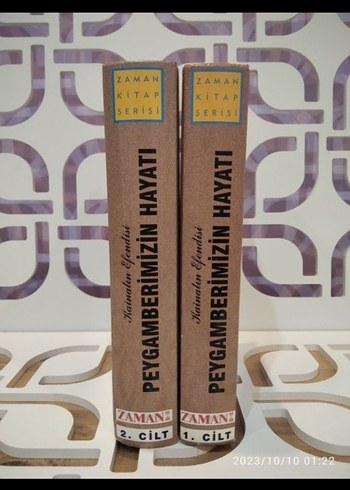 ZAMAN
KİTAP
SERİSİ
Kainatın Efendisi
PEYGAMBERİMİZİN HAYATI
ZAMAN
2. CİLT
ZAMAN
KİTAP
SERİSİ
Kainatın Efendisi
PEYGAMBERİMİZİN HAYATI
ZAMAN
1. CİLT
2023/10/10 01:22